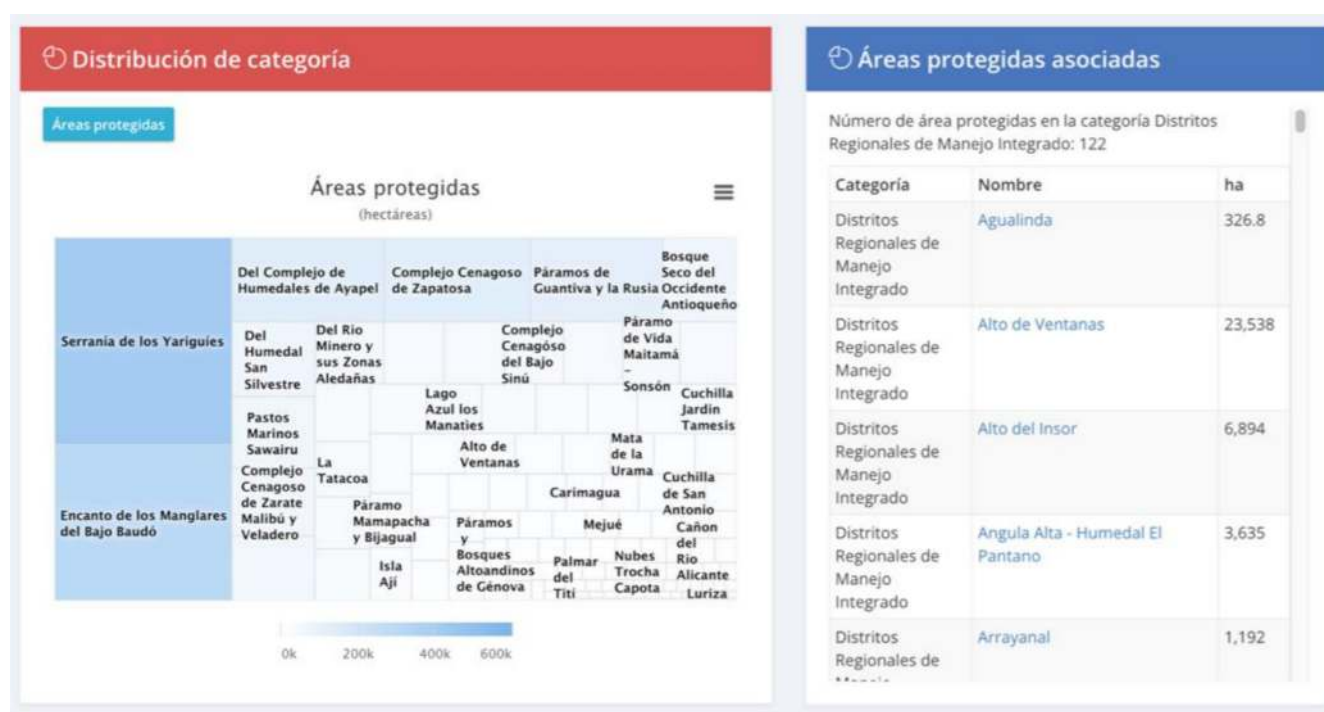 Distribución de categoría
Áreas protegidas
Áreas protegidas
(hectáreas)
Serranía de los Yariguíes
Encanto de los Manglares
del Bajo Baudó
Del Complejo de
Humedales de Ayapel
Complejo Cenagoso
de Zapatosa
Páramos de
Guantiva y la Rusia
Bosque
Seco del
Occidente
Antioqueño
Del
Humedal
San
Silvestre
Del Rio
Minero y
sus Zonas
Aledañas
Complejo
Cenagóso
del Bajo
Sinú
Páramo
de Vida
Maitamá
–
Sonsón
Pastos
Marinos
Sawairu
Lago
Azul los
Manaties
Cuchilla
Jardin
Tamesis
Complejo
Cenagoso
de Zarate
Malibú y
Veladero
La
Tatacoa
Alto de
Ventanas
Mata
de la
Urama
Cuchilla
de San
Antonio
Carimagua
Páramo
Mamapacha
y Bijagual
Páramos
y
Bosques
Altoandinos
de Génova
Mejué
Cañon
del
Rio
Alicante
Isla
Ají
Palmar
del
Titi
Nubes
Trocha
Capota
Luriza
0k 200k 400k 600k
Áreas protegidas asociadas
Número de área protegidas en la categoría Distritos
Regionales de Manejo Integrado: 122
Categoría Nombre ha
Distritos Agualinda 326.8
Regionales de
Manejo
Integrado
Distritos Alto de Ventanas 23,538
Regionales de
Manejo
Integrado
Distritos Alto del Insor 6,894
Regionales de
Manejo
Integrado
Distritos Angula Alta - Humedal El 3,635
Regionales de Pantano
Manejo
Integrado
Distritos Arrayanal 1,192
Regionales de